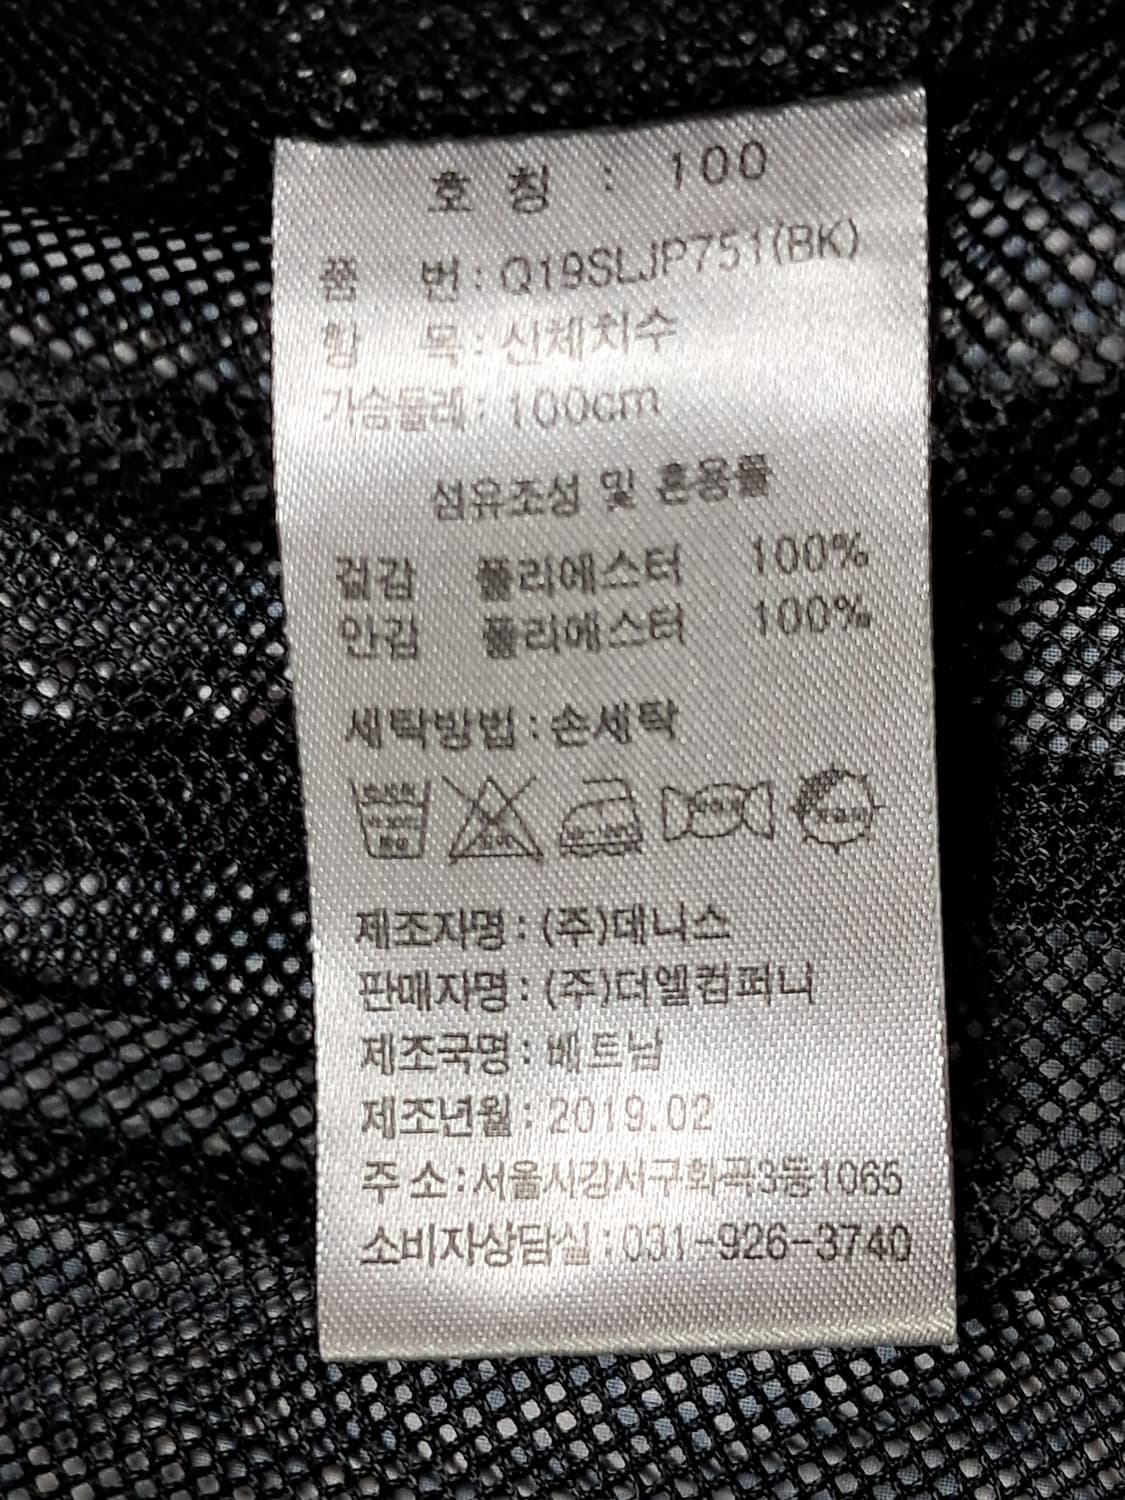 호 칭 : 100
품 번 : Q19SLJP751(BK)
항 목 : 신체치수
가슴둘레 : 100cm
섬유조성 및 혼용률
겉감 폴리에스터 100%
안감 폴리에스터 100%
세탁방법 : 손세탁
제조자명 : (주)데니스
판매자명 : (주)더엘컴퍼니
제조국명 : 베트남
제조년월 : 2019.02
주 소 : 서울시강서구화곡3동1065
소비자상담실 : 031-926-3740